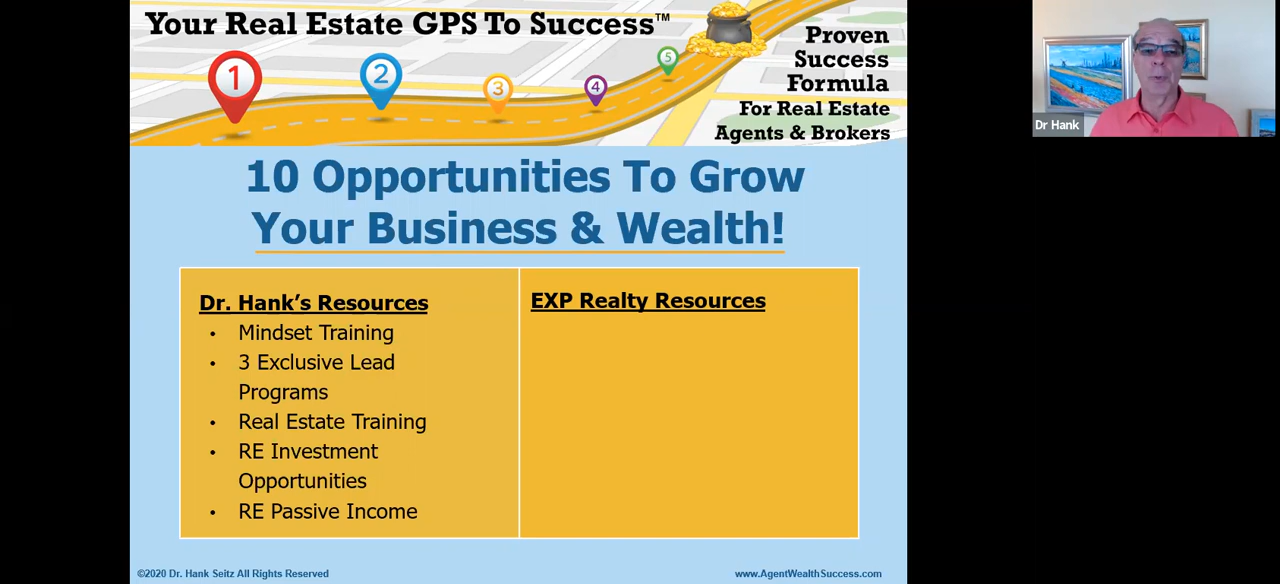 Your Real Estate GPS To Success™
1
2
3
4
5
Proven
Success
Formula
For Real Estate
Agents & Brokers
Dr Hank
10 Opportunities To Grow
Your Business & Wealth!
Dr. Hank’s Resources
• Mindset Training
• 3 Exclusive Lead
Programs
• Real Estate Training
• RE Investment
Opportunities
• RE Passive Income
EXP Realty Resources
©2020 Dr. Hank Seitz All Rights Reserved
www.AgentWealthSuccess.com